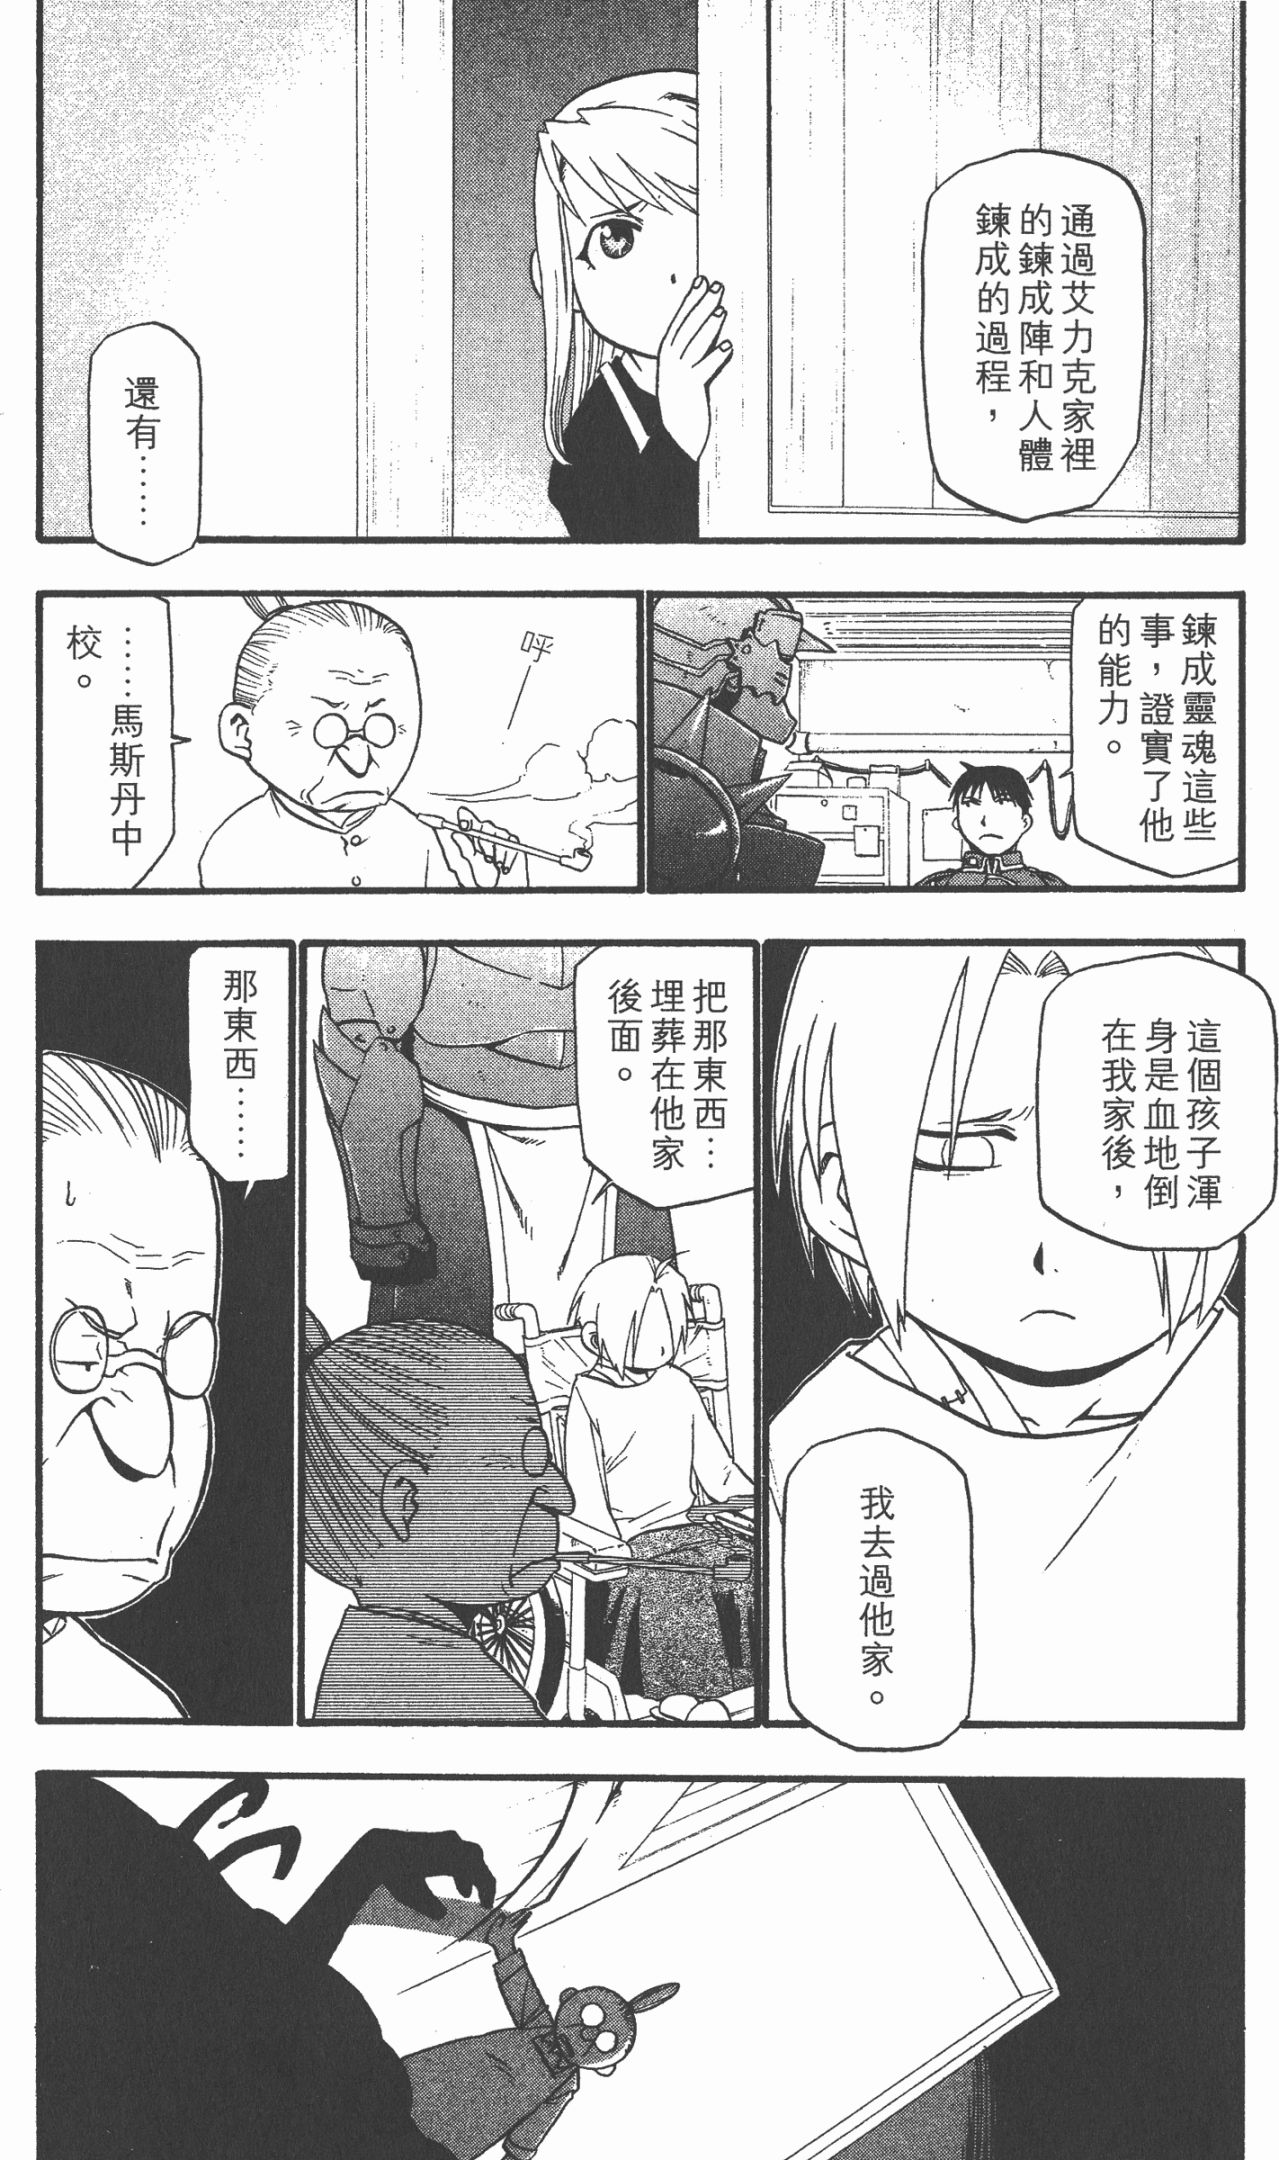 通過艾力克家裡
的鍊成陣和人體
鍊成的過程，
還有……
鍊成靈魂這些
事，證實了他
的能力。
呼
……馬斯丹中
校。
這個孩子渾
身是血地倒
在我家後，
我去過他家。
把那東西…
埋葬在他家
後面。
那東西……